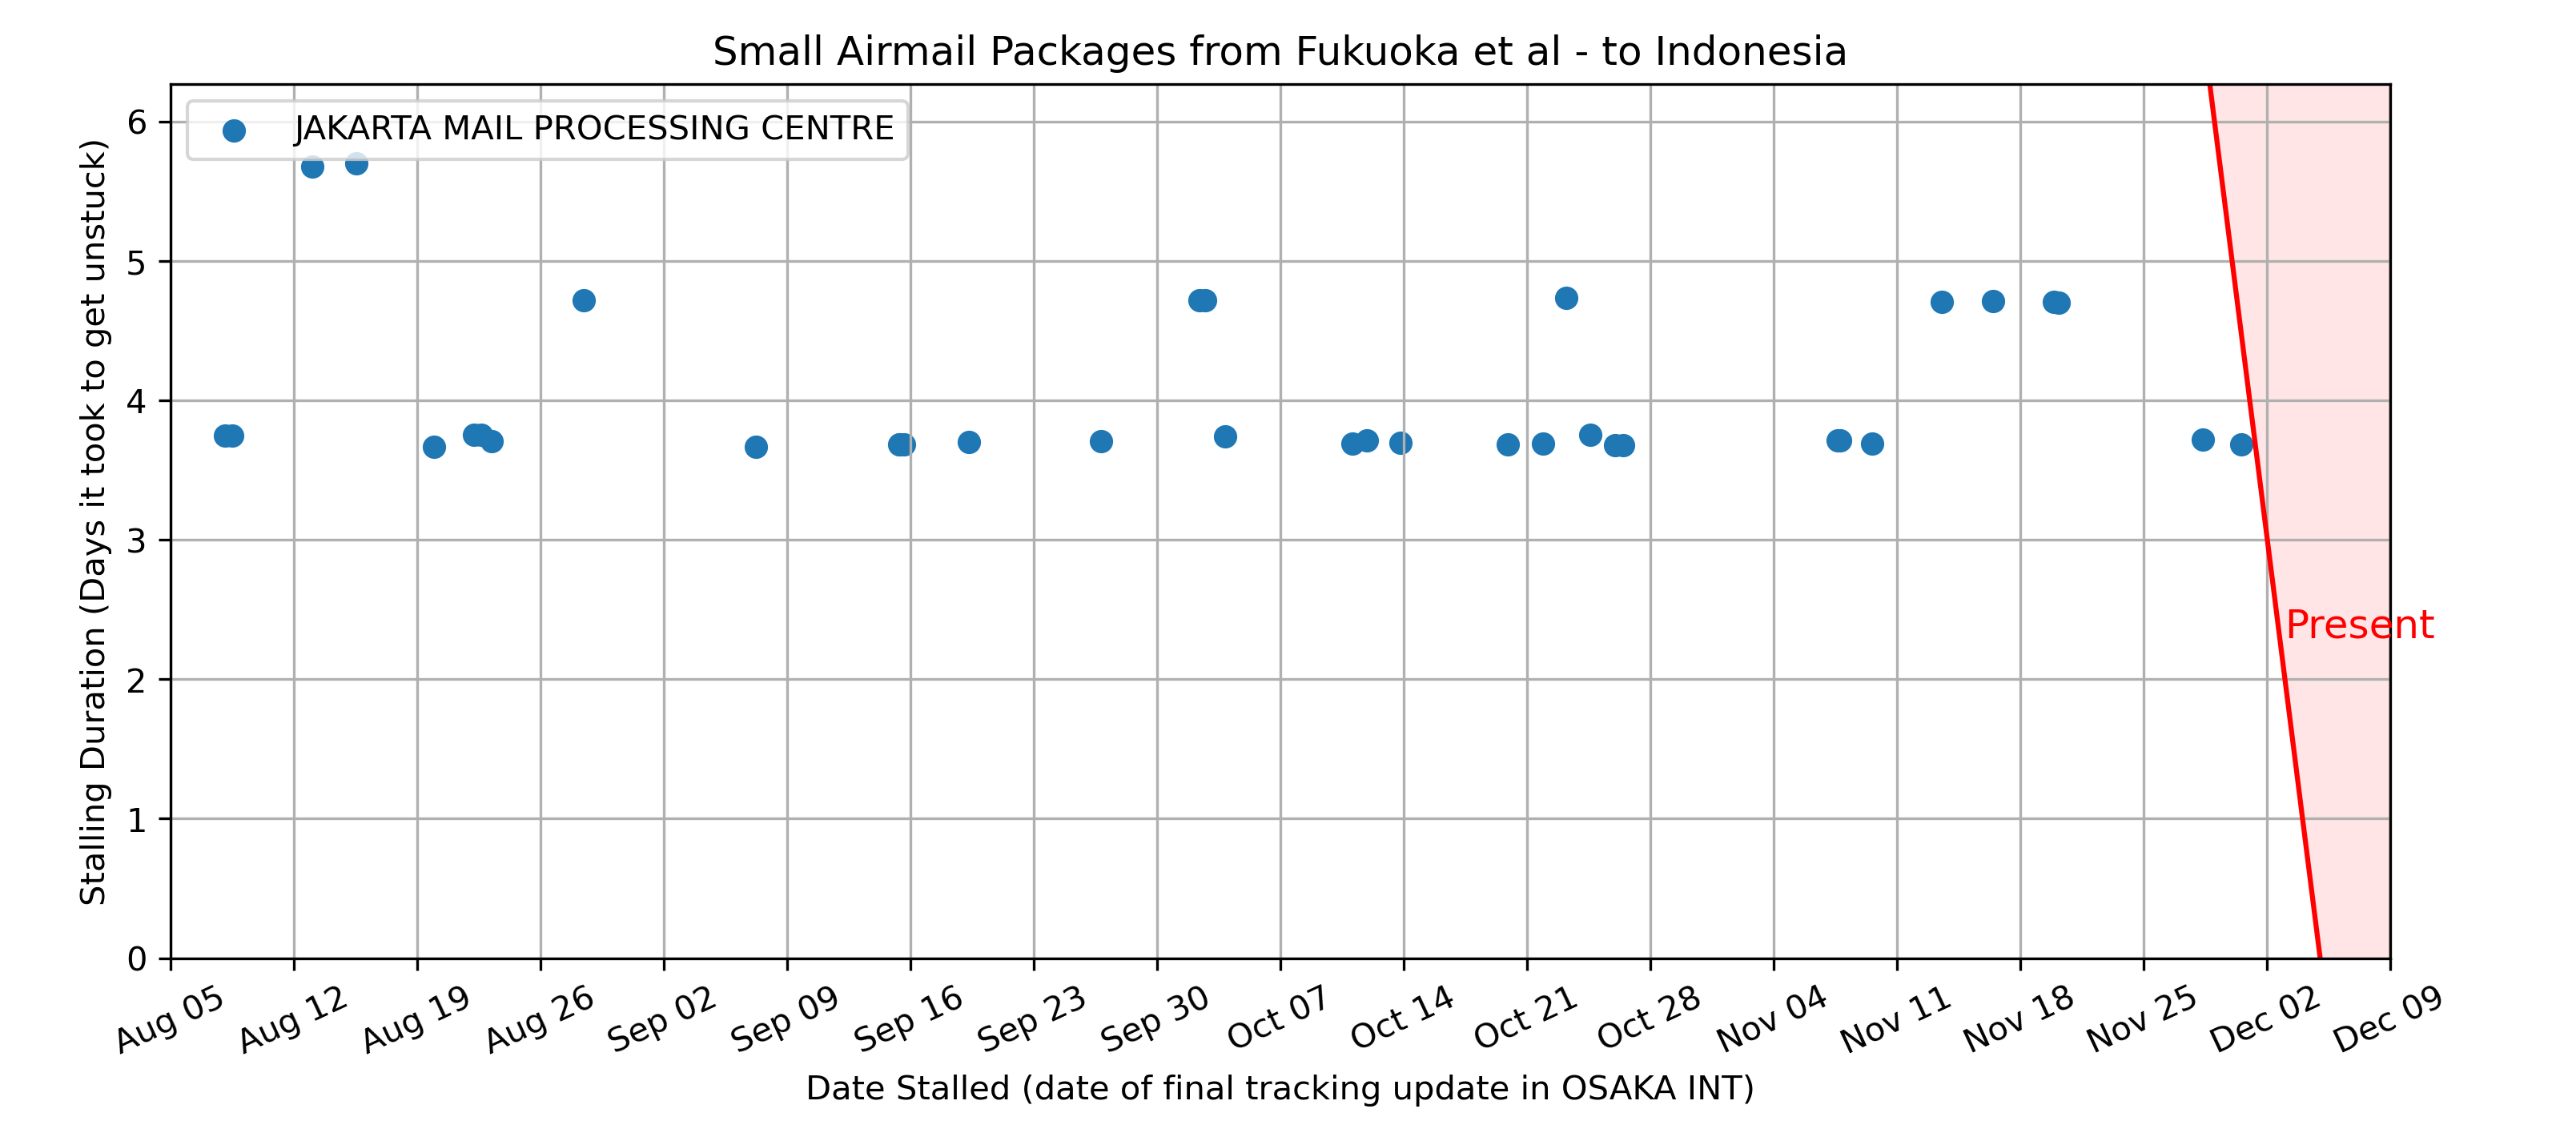 Small Airmail Packages from Fukuoka et al - to Indonesia
JAKARTA MAIL PROCESSING CENTRE
Stalling Duration (Days it took to get unstuck)
6
5
4
3
2
1
0
Present
Aug 05
Aug 12
Aug 19
Aug 26
Sep 02
Sep 09
Sep 16
Sep 23
Sep 30
Oct 07
Oct 14
Oct 21
Oct 28
Nov 04
Nov 11
Nov 18
Nov 25
Dec 02
Dec 09
Date Stalled (date of final tracking update in OSAKA INT)